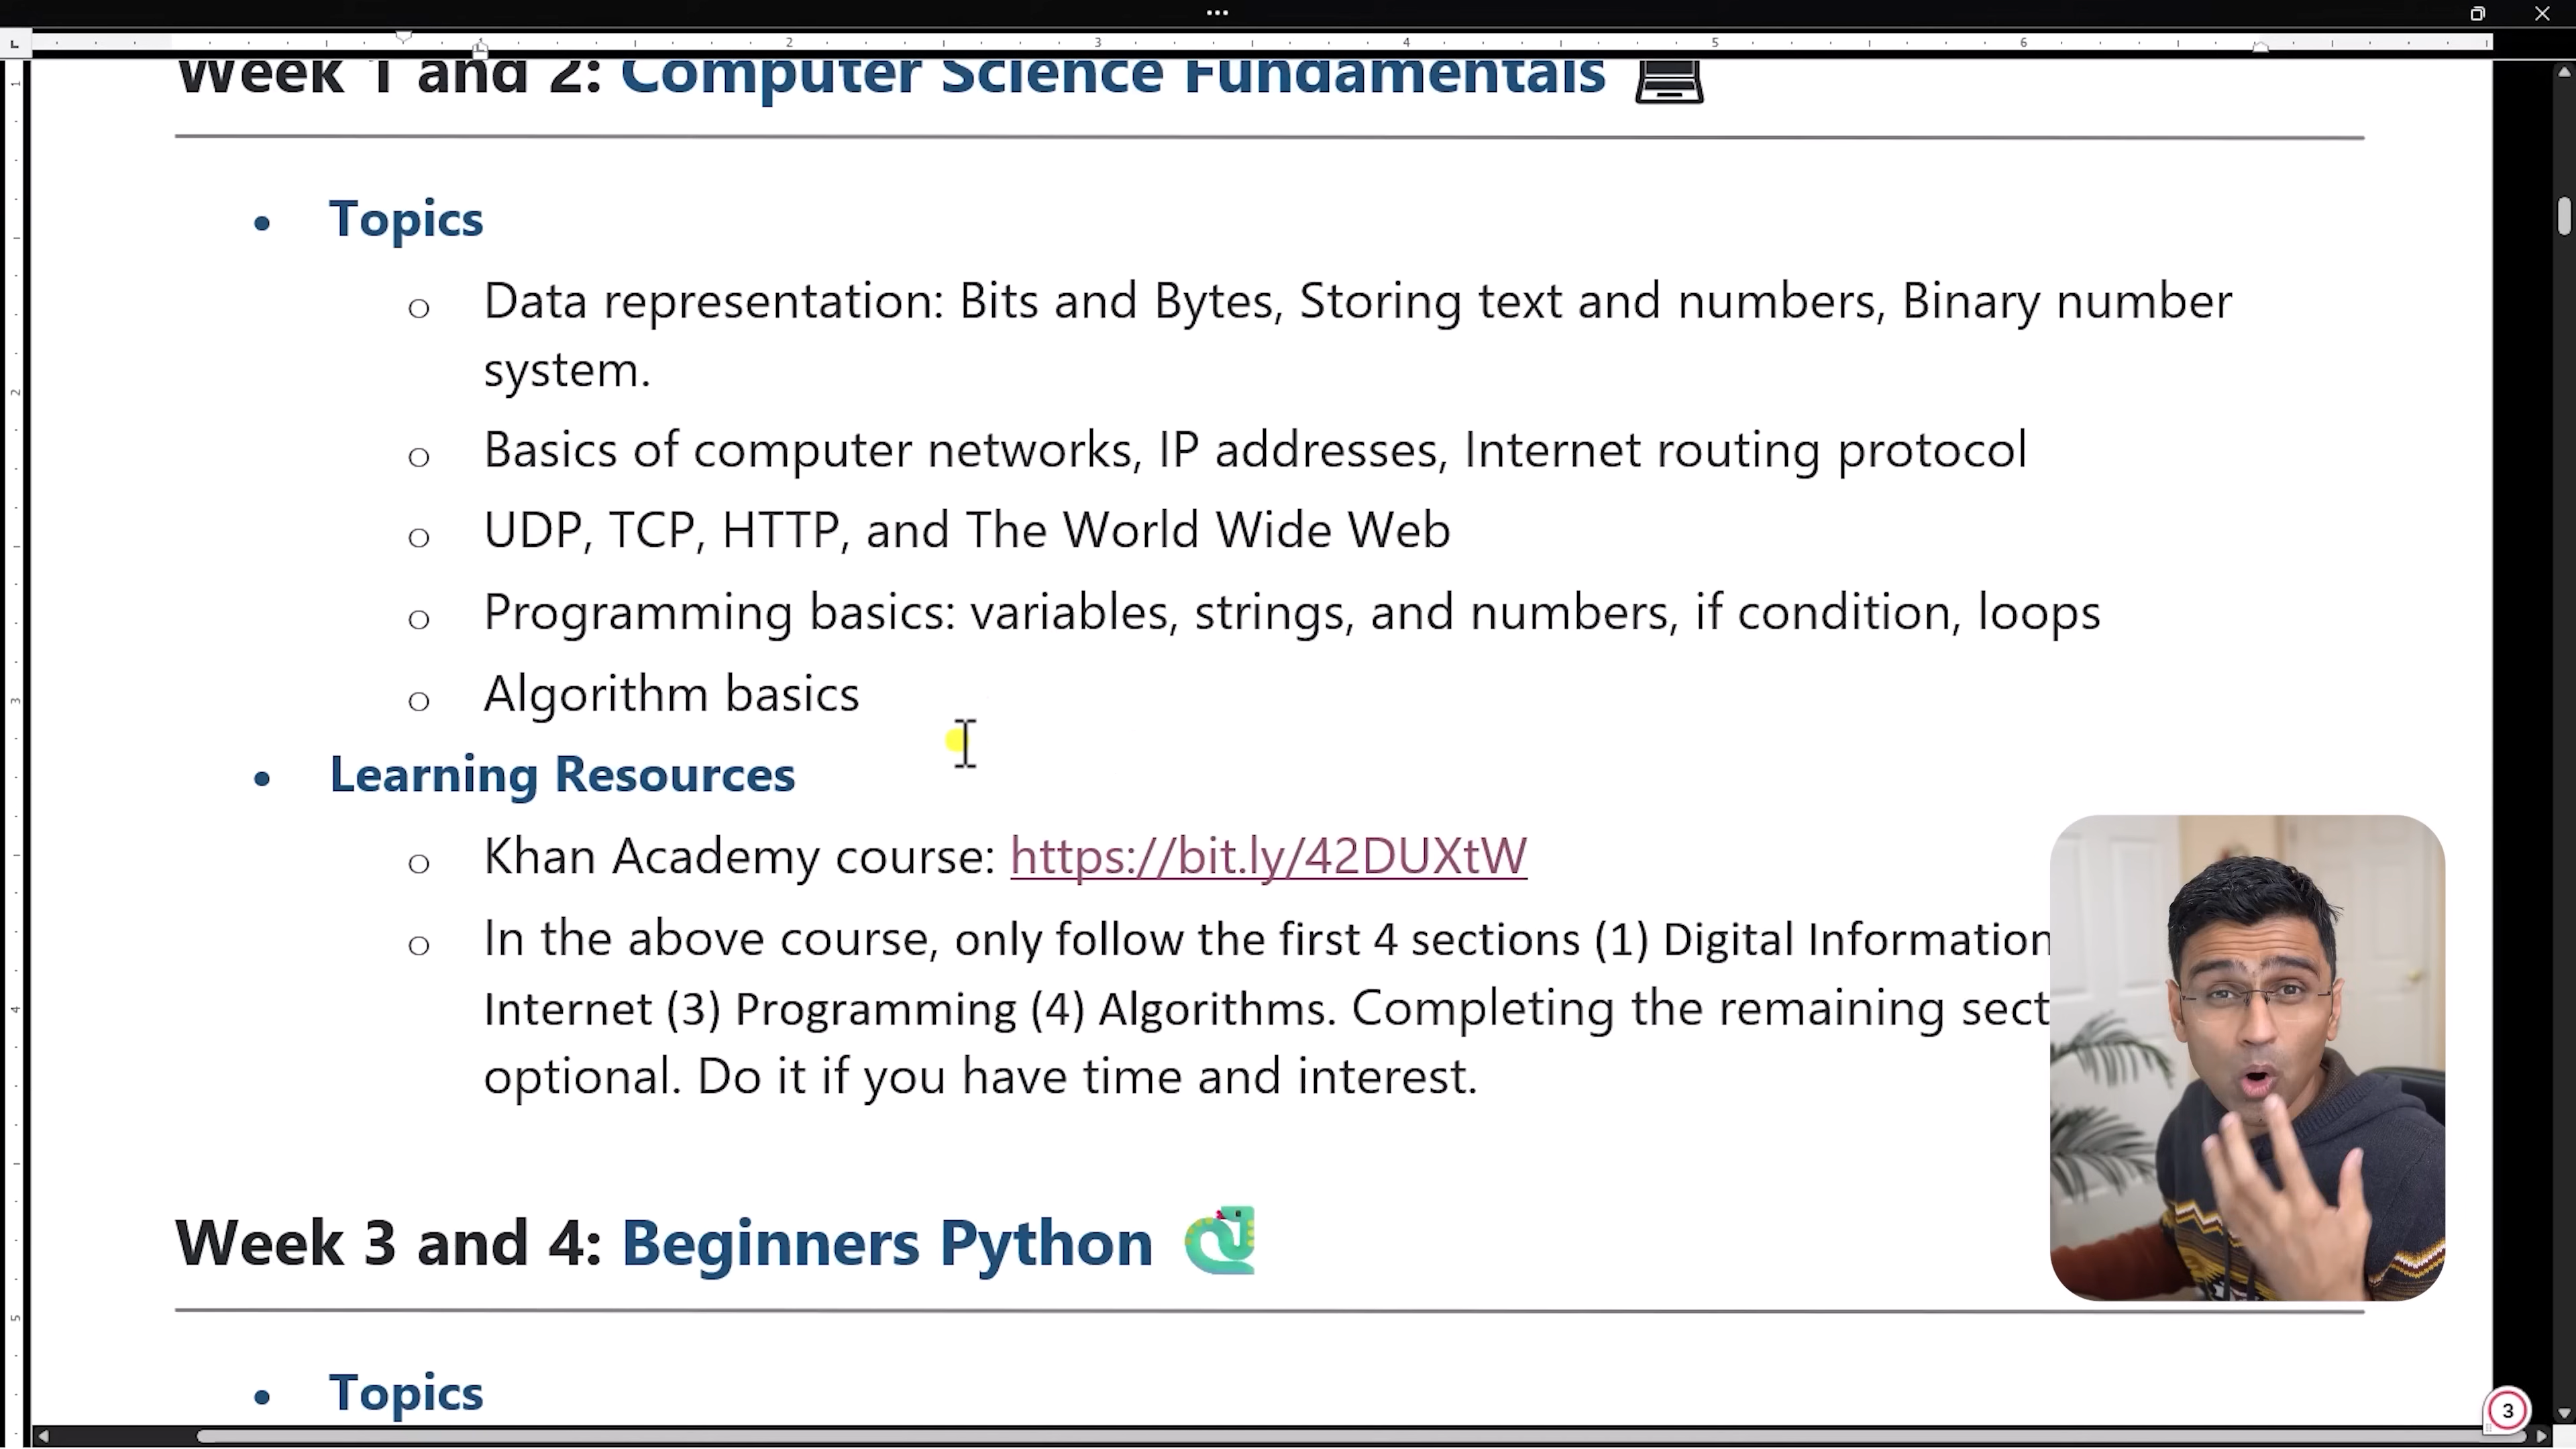 Week 1 and 2: Computer Science Fundamentals
Topics
Data representation: Bits and Bytes, Storing text and numbers, Binary number
system.
Basics of computer networks, IP addresses, Internet routing protocol
UDP, TCP, HTTP, and The World Wide Web
Programming basics: variables, strings, and numbers, if condition, loops
Algorithm basics
Learning Resources
Khan Academy course: https://bit.ly/42DUXtW
In the above course, only follow the first 4 sections (1) Digital Information
Internet (3) Programming (4) Algorithms. Completing the remaining sect
optional. Do it if you have time and interest.
Week 3 and 4: Beginners Python
Topics
3